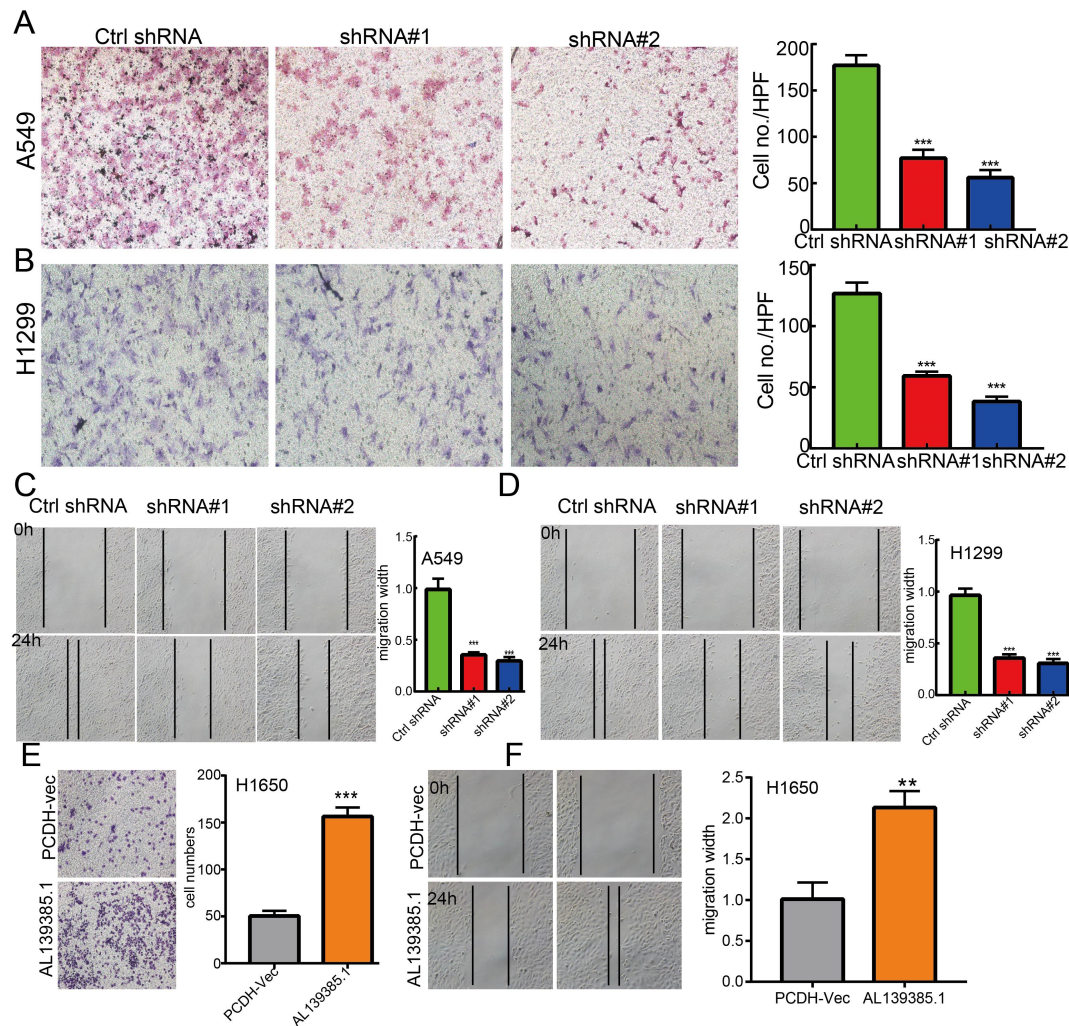 A
Ctrl shRNA
shRNA#1
shRNA#2
A549
200
150
100
50
0
Cell no./HPF
***
***
Ctrl shRNA shRNA#1 shRNA#2
B
H1299
150
100
50
0
Cell no./HPF
***
***
Ctrl shRNA shRNA#1 shRNA#2
C
Ctrl shRNA
shRNA#1
shRNA#2
0h
24h
A549
1.5
1.0
0.5
0.0
migration width
***
***
Ctrl shRNA
shRNA#1
shRNA#2
D
Ctrl shRNA
shRNA#1
shRNA#2
0h
24h
H1299
1.5
1.0
0.5
0.0
migration width
***
***
Ctrl shRNA
shRNA#1
shRNA#2
E
PCDH-vec
AL139385.1
H1650
200
150
100
50
0
cell numbers
***
PCDH-Vec
AL139385.1
F
PCDH-vec
AL139385.1
0h
24h
H1650
2.5
2.0
1.5
1.0
0.5
0.0
migration width
**
PCDH-Vec
AL139385.1